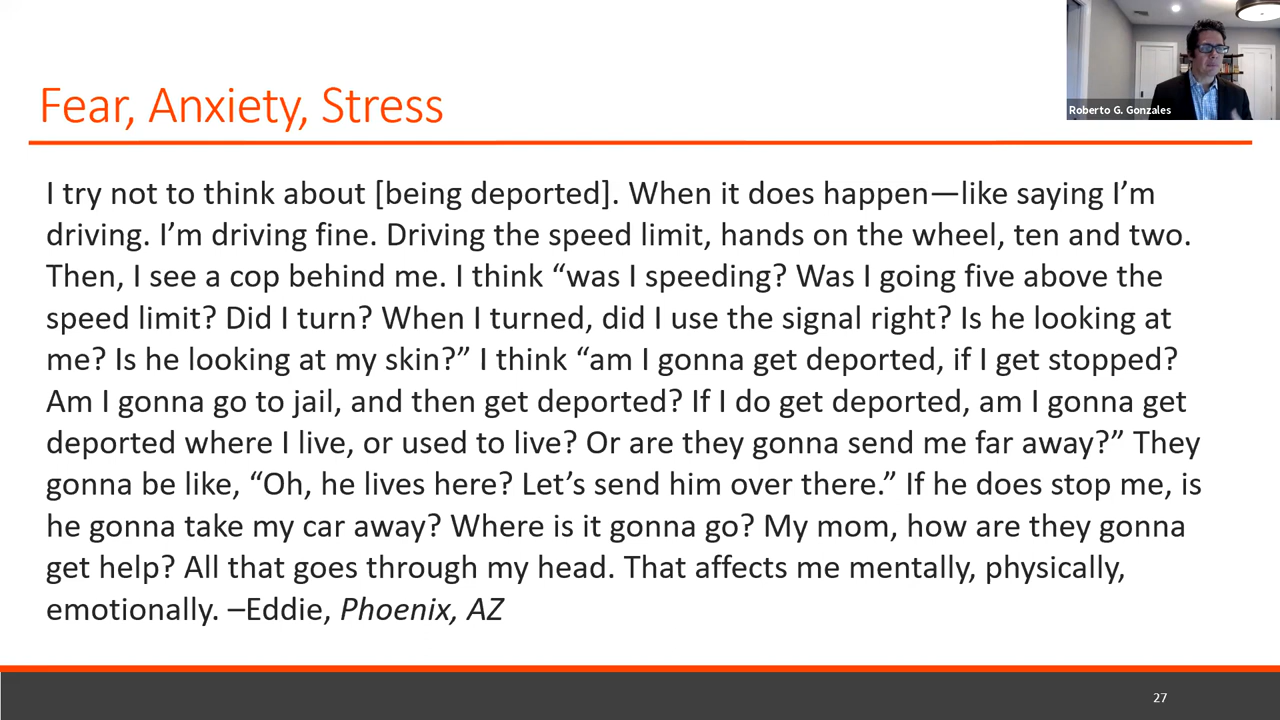 Roberto G. Gonzales
Fear, Anxiety, Stress
I try not to think about [being deported]. When it does happen—like saying I’m
driving. I’m driving fine. Driving the speed limit, hands on the wheel, ten and two.
Then, I see a cop behind me. I think “was I speeding? Was I going five above the
speed limit? Did I turn? When I turned, did I use the signal right? Is he looking at
me? Is he looking at my skin?” I think “am I gonna get deported, if I get stopped?
Am I gonna go to jail, and then get deported? If I do get deported, am I gonna get
deported where I live, or used to live? Or are they gonna send me far away?” They
gonna be like, “Oh, he lives here? Let’s send him over there.” If he does stop me, is
he gonna take my car away? Where is it gonna go? My mom, how are they gonna
get help? All that goes through my head. That affects me mentally, physically,
emotionally. –Eddie, Phoenix, AZ
27